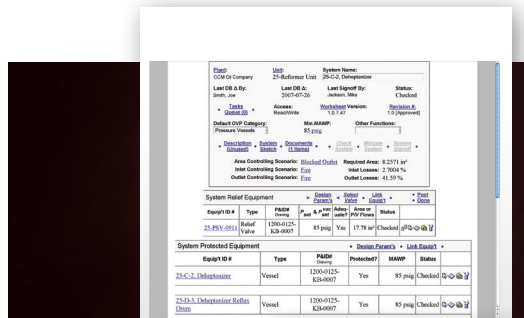 Plant: Unit: System Name:
CCM Oil Company 25-Reformer Unit 25-C-2, Deheptanizer
Last DB Δ By: Last DB Δ: Last Signoff By: Status:
Smith, Joe 2007-07-26 Jackson, Mike Checked
Tasks Access: Worksheet Version: Revision #:
Queue (0) Read/Write 1.0.7.47 1.0 [Approved]
Default OVP Category: Min.MAWP: Other Functions:
Pressure Vessels 85 psig
Description System Documents Check Mitigate System
(Unused) Sketch (1 Items) System System Signoff
Area Controlling Scenario: Blocked Outlet Required Area: 8.2571 in²
Inlet Controlling Scenario: Fire Inlet Losses: 2.7004 %
Outlet Controlling Scenario: Fire Outlet Losses: 41.59 %
System Relief Equipment Design Param's Select Valve Link Equip't Post Done
Equip't ID # Type P&ID# Drawing P set & P vac set Adeq-uate? Area or P/V Flows Status
25-PSV-0911 Relief Valve 1200-0125-KB-0007 85 psig Yes 17.78 in² Checked
System Protected Equipment Design Param's Link Equip't
Equip't ID # Type P&ID# Drawing Protected? MAWP Status
25-C-2, Deheptanizer Vessel 1200-0125-KB-0007 Yes 85 psig Checked
25-D-3, Deheptanizer Reflux Drum Vessel 1200-0125-KB-0007 Yes 85 psig Checked